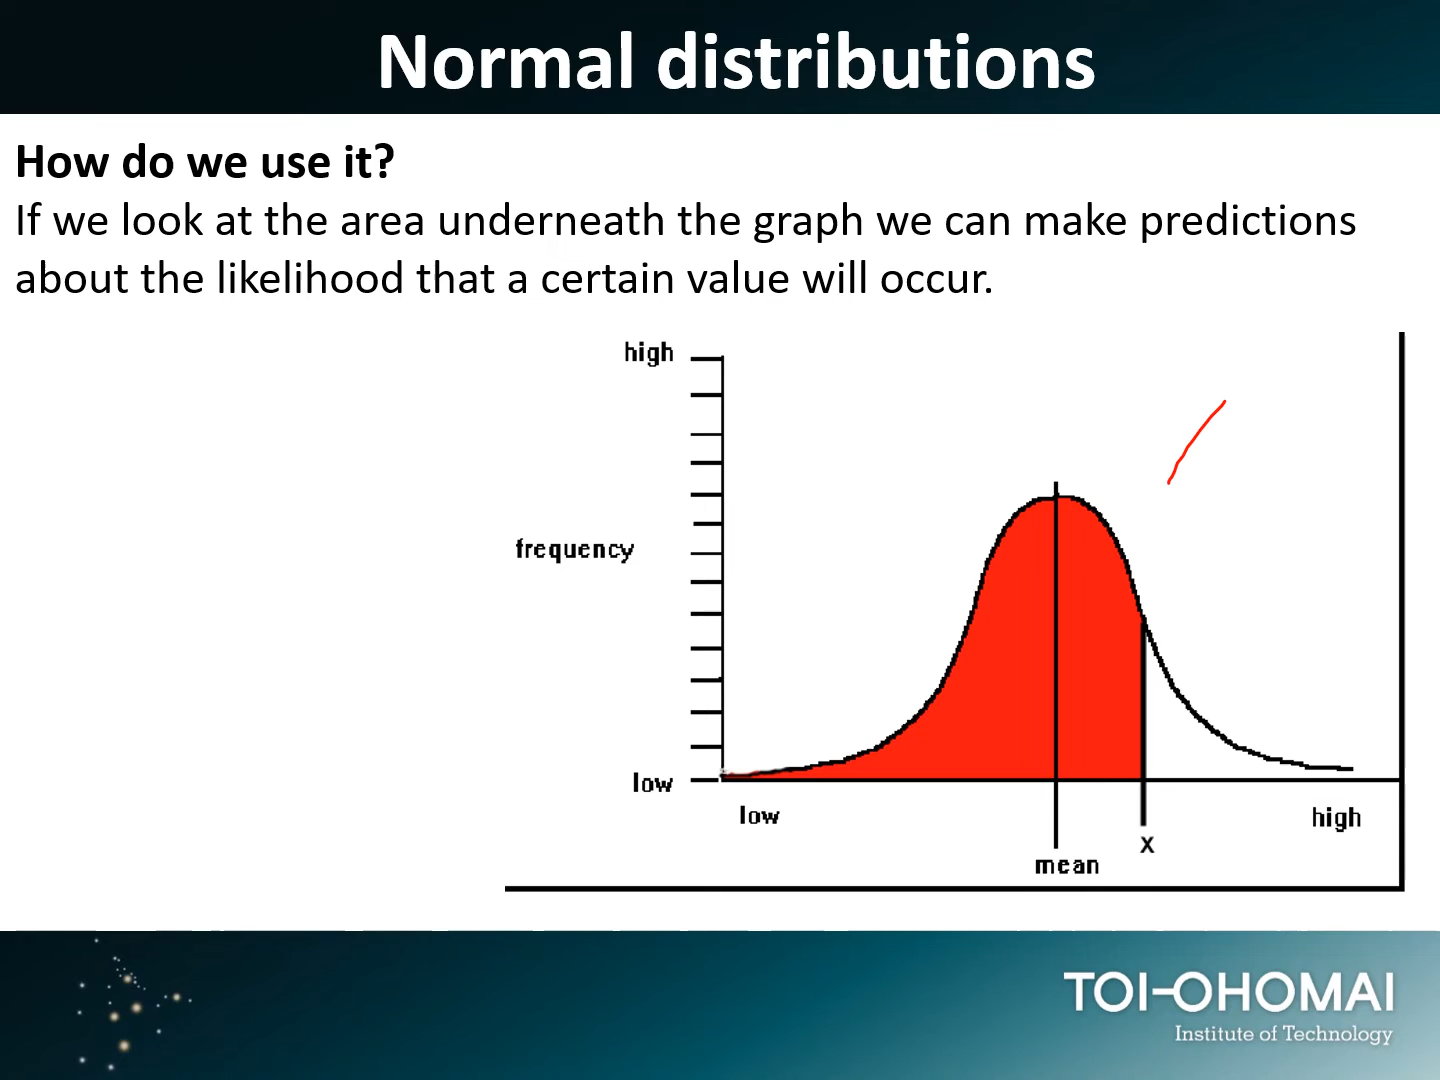 Normal distributions
How do we use it?
If we look at the area underneath the graph we can make predictions
about the likelihood that a certain value will occur.
high
frequency
low
low
high
x
mean
TOI-OHOMAI
Institute of Technology